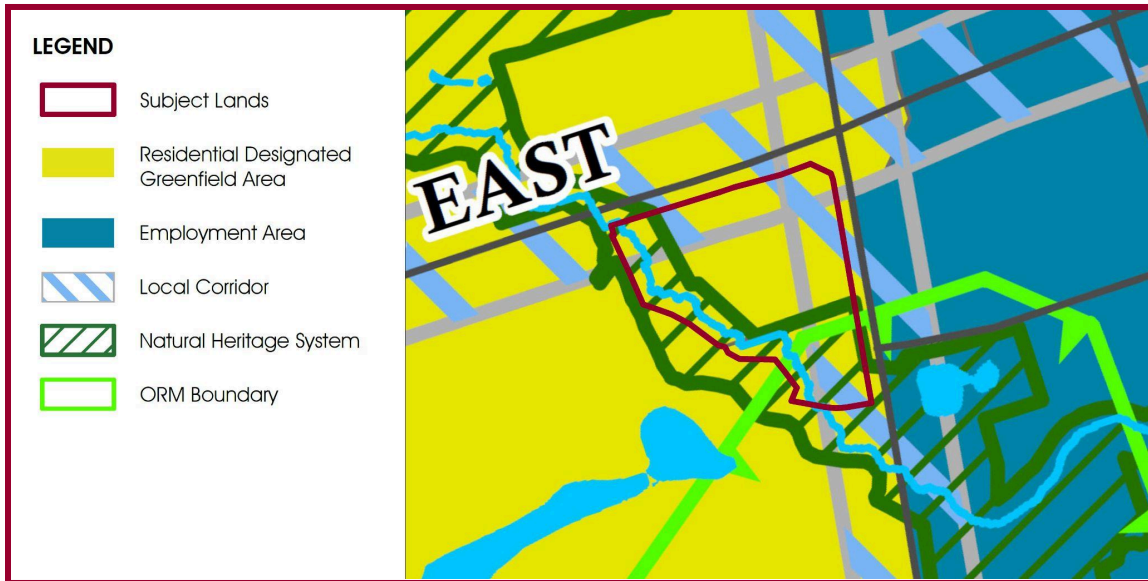 LEGEND
Subject Lands
Residential Designated
Greenfield Area
Employment Area
Local Corridor
Natural Heritage System
ORM Boundary
EAST